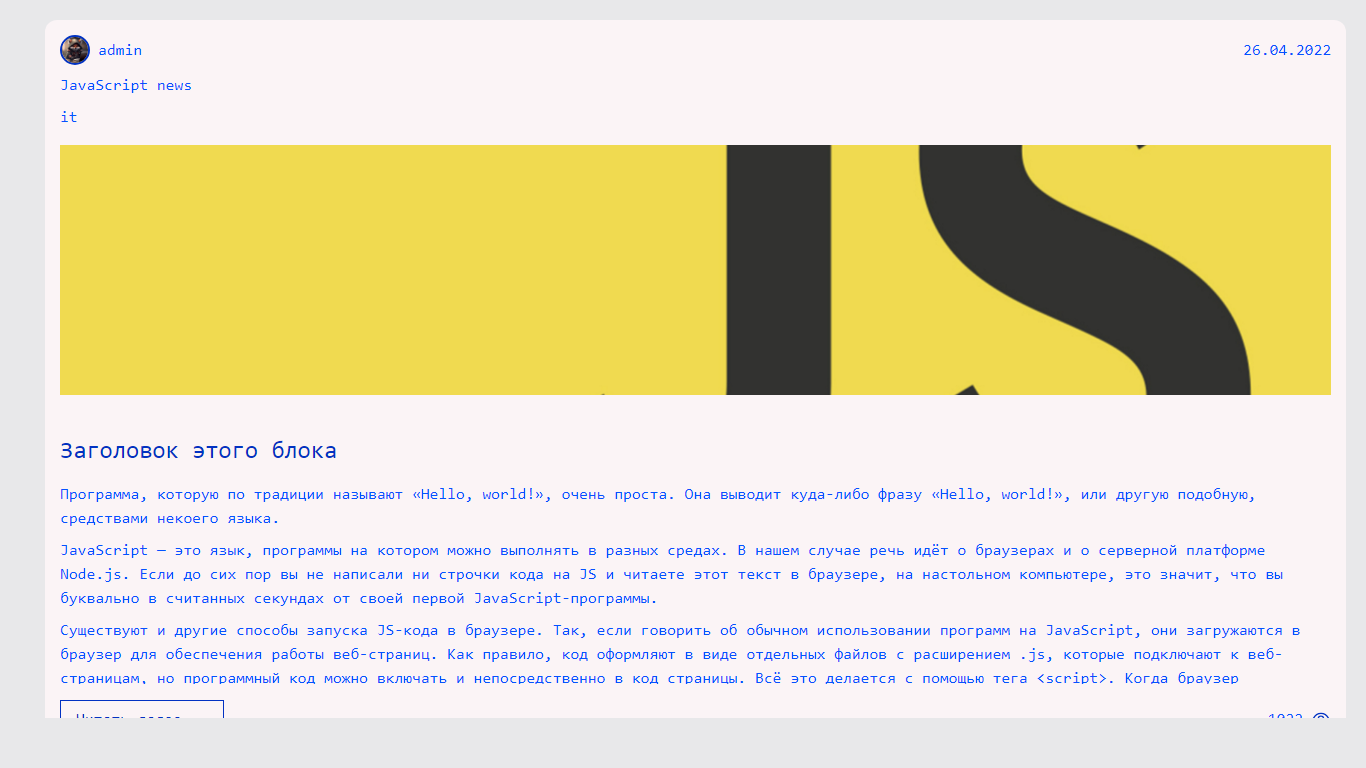 admin
26.04.2022
JavaScript news
it
JS
Заголовок этого блока
Программа, которую по традиции называют «Hello, world!», очень проста. Она выводит куда-либо фразу «Hello, world!», или другую подобную,
средствами некоего языка.
JavaScript — это язык, программы на котором можно выполнять в разных средах. В нашем случае речь идёт о браузерах и о серверной платформе
Node.js. Если до сих пор вы не написали ни строчки кода на JS и читаете этот текст в браузере, на настольном компьютере, это значит, что вы
буквально в считанных секундах от своей первой JavaScript-программы.
Существуют и другие способы запуска JS-кода в браузере. Так, если говорить об обычном использовании программ на JavaScript, они загружаются в
браузер для обеспечения работы веб-страниц. Как правило, код оформляют в виде отдельных файлов с расширением .js, которые подключают к веб-
страницам, но программный код можно включать и непосредственно в код страницы. Всё это делается с помощью тега <script>. Когда браузер